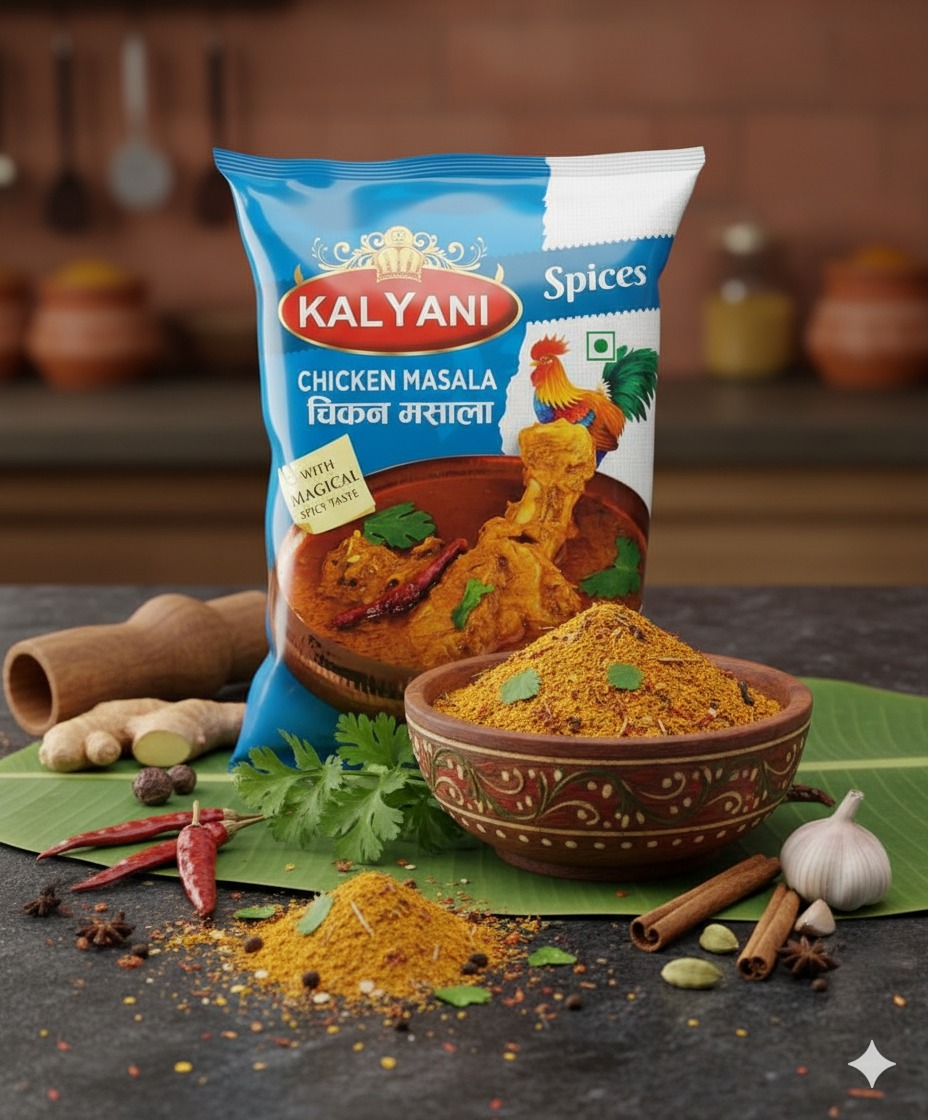 KALYANI
Spices
CHICKEN MASALA
चिकन मसाला
WITH
MAGICAL
SPICY TASTE